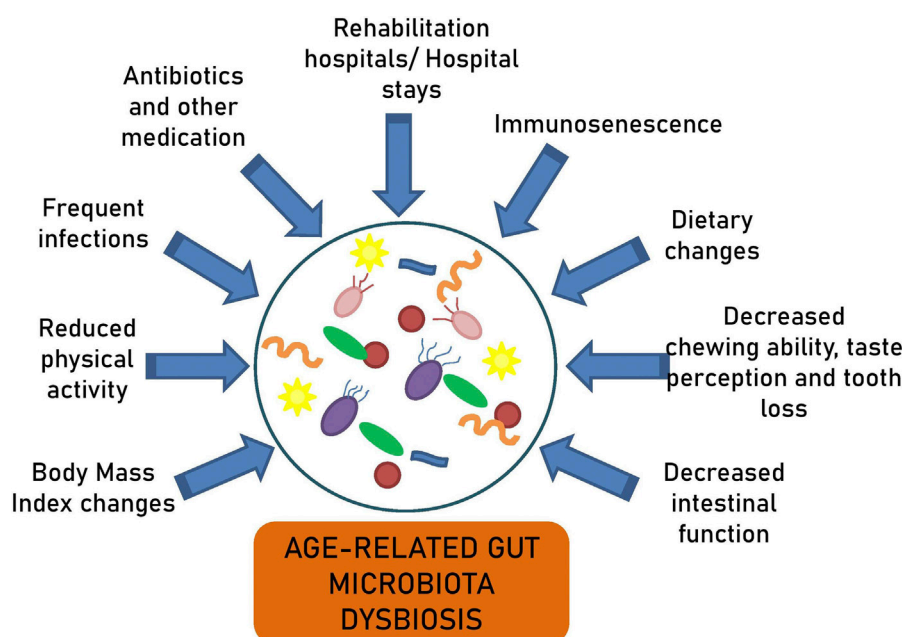 Rehabilitation
hospitals/ Hospital
stays
Antibiotics
and other
medication
Immunosenescence
Frequent
infections
Dietary
changes
Reduced
physical
activity
Decreased
chewing ability, taste
perception and tooth
loss
Body Mass
Index changes
Decreased
intestinal
function
AGE-RELATED GUT
MICROBIOTA
DYSBIOSIS